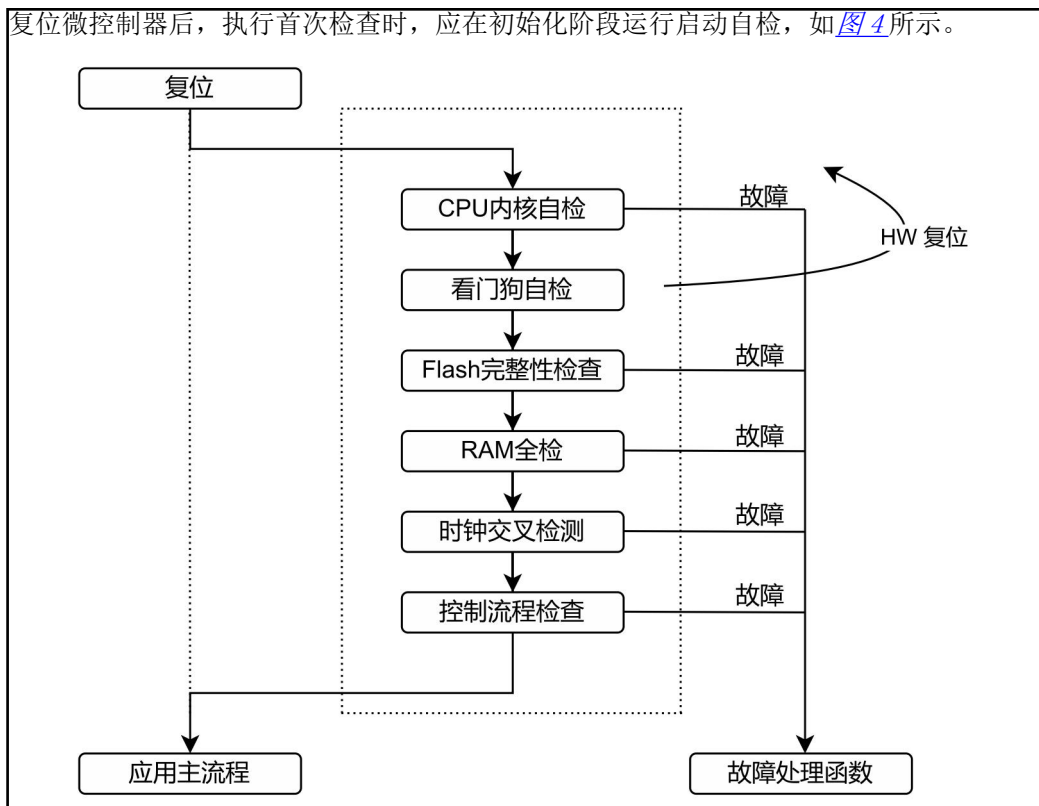 复位微控制器后，执行首次检查时，应在初始化阶段运行启动自检，如图 4所示。
复位
CPU内核自检
故障
HW 复位
看门狗自检
Flash完整性检查
故障
RAM全检
故障
时钟交叉检测
故障
控制流程检查
故障
应用主流程
故障处理函数